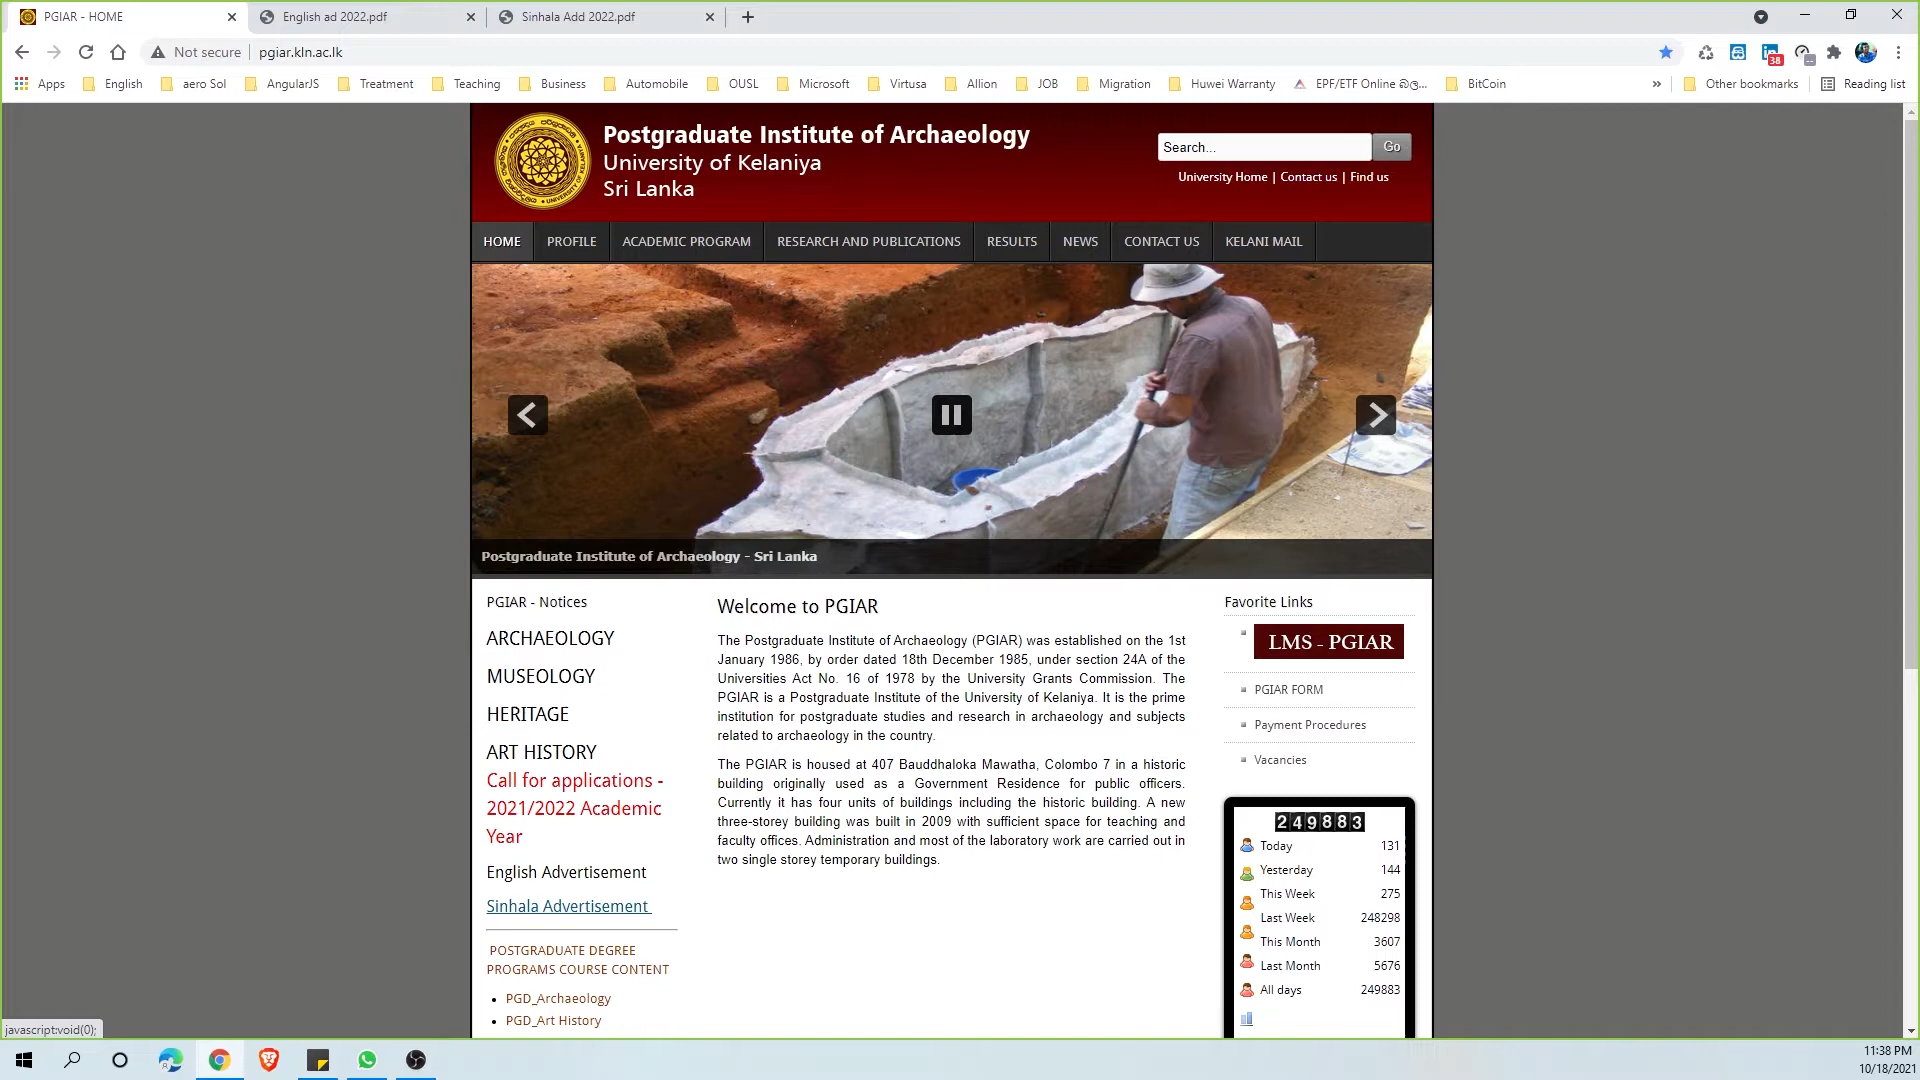 PGIAR - HOME
English ad 2022.pdf
Sinhala Add 2022.pdf
Not secure
pgiar.kln.ac.lk
38
Apps
English
aero Sol
AngularJS
Treatment
Teaching
Business
Automobile
OUSL
Microsoft
Virtusa
Allion
JOB
Migration
Huwei Warranty
EPF/ETF Online
BitCoin
»
Other bookmarks
Reading list
Postgraduate Institute of Archaeology
University of Kelaniya
Sri Lanka
Search...
Go
University Home | Contact us | Find us
HOME
PROFILE
ACADEMIC PROGRAM
RESEARCH AND PUBLICATIONS
RESULTS
NEWS
CONTACT US
KELANI MAIL
Postgraduate Institute of Archaeology - Sri Lanka
PGIAR - Notices
ARCHAEOLOGY
MUSEOLOGY
HERITAGE
ART HISTORY
Call for applications -
2021/2022 Academic
Year
English Advertisement
Sinhala Advertisement
POSTGRADUATE DEGREE
PROGRAMS COURSE CONTENT
PGD_Archaeology
PGD_Art History
Welcome to PGIAR
The Postgraduate Institute of Archaeology (PGIAR) was established on the 1st
January 1986, by order dated 18th December 1985, under section 24A of the
Universities Act No. 16 of 1978 by the University Grants Commission. The
PGIAR is a Postgraduate Institute of the University of Kelaniya. It is the prime
institution for postgraduate studies and research in archaeology and subjects
related to archaeology in the country.
The PGIAR is housed at 407 Bauddhaloka Mawatha, Colombo 7 in a historic
building originally used as a Government Residence for public officers.
Currently it has four units of buildings including the historic building. A new
three-storey building was built in 2009 with sufficient space for teaching and
faculty offices. Administration and most of the laboratory work are carried out in
two single storey temporary buildings.
Favorite Links
LMS - PGIAR
PGIAR FORM
Payment Procedures
Vacancies
249883
Today 131
Yesterday 144
This Week 275
Last Week 248298
This Month 3607
Last Month 5676
All days 249883
javascript:void(0);
11:38 PM
10/18/2021